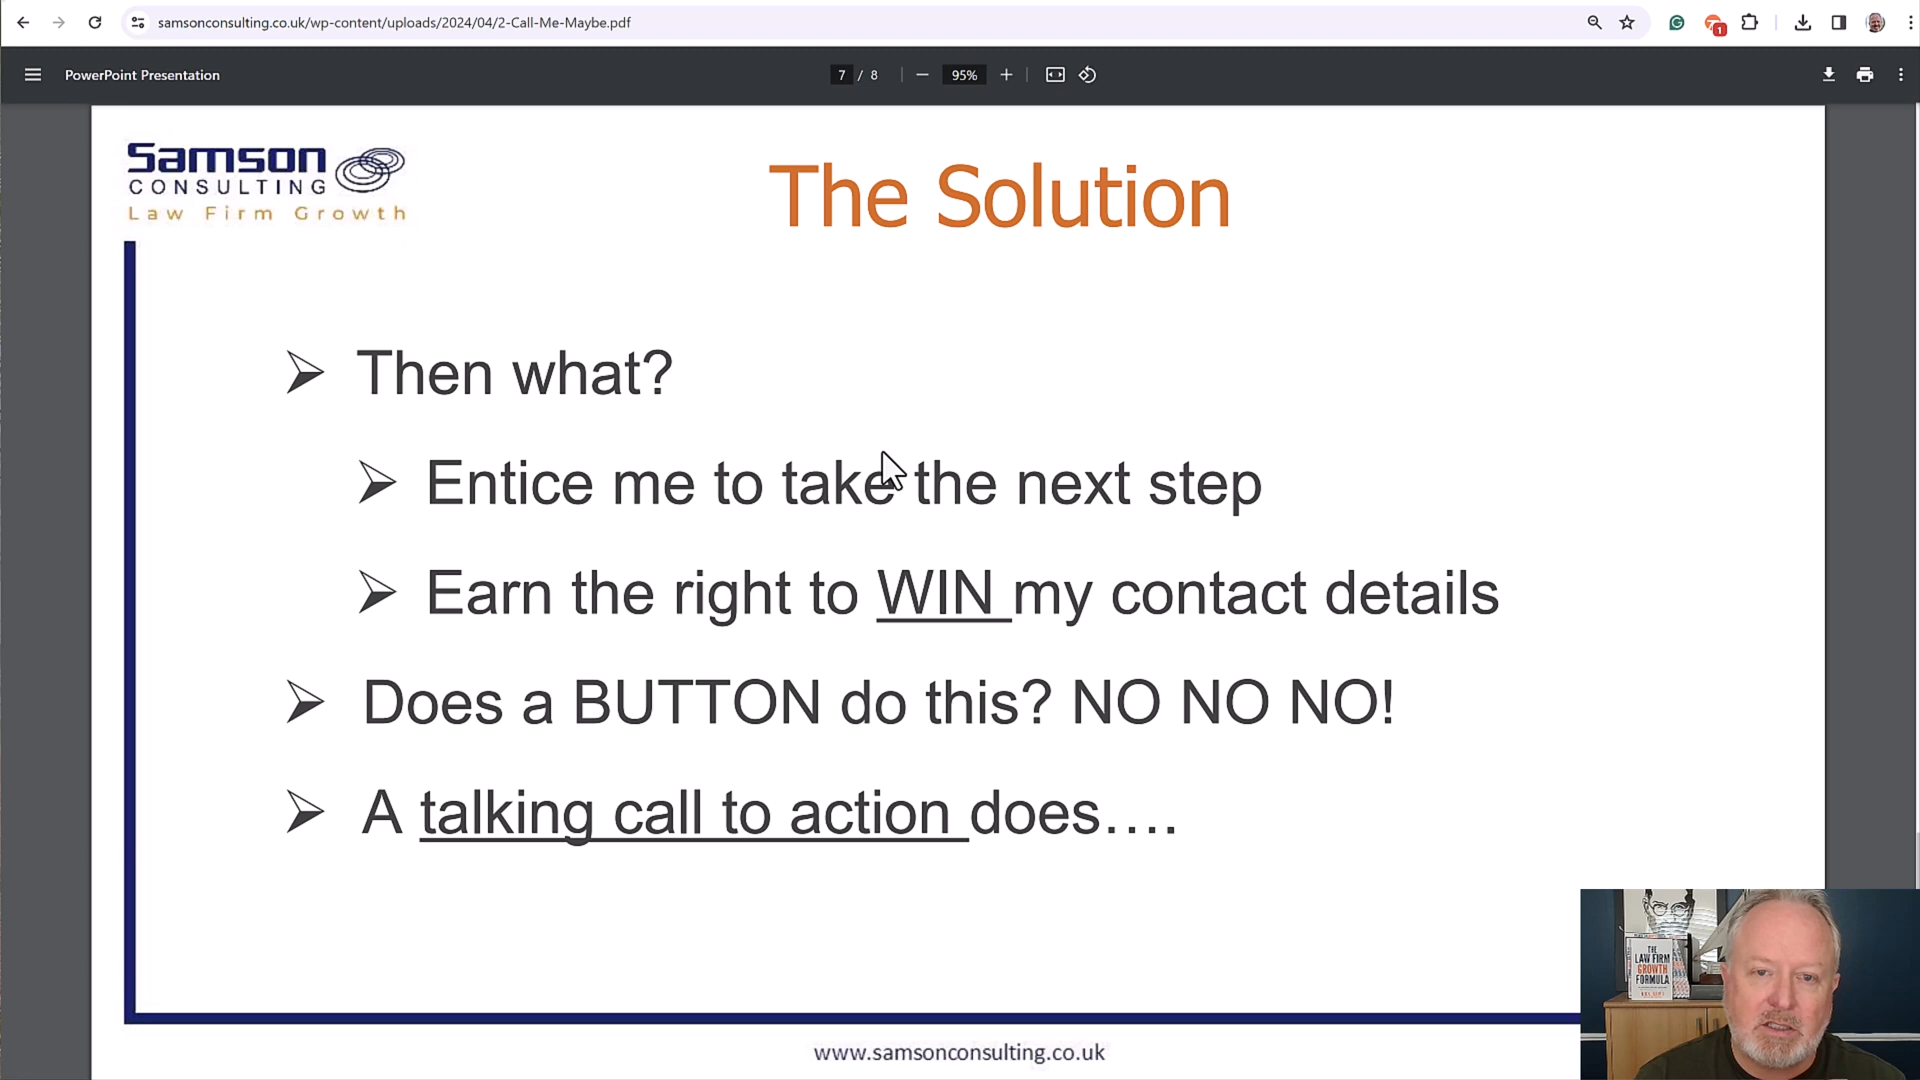 samsonconsulting.co.uk/wp-content/uploads/2024/04/2-Call-Me-Maybe.pdf
1
PowerPoint Presentation
7 / 8
95%
Samson
CONSULTING
Law Firm Growth
The Solution
Then what?
Entice me to take the next step
Earn the right to WIN my contact details
Does a BUTTON do this? NO NO NO!
A talking call to action does….
THE
LAW FIRM
GROWTH
FORMULA
www.samsonconsulting.co.uk